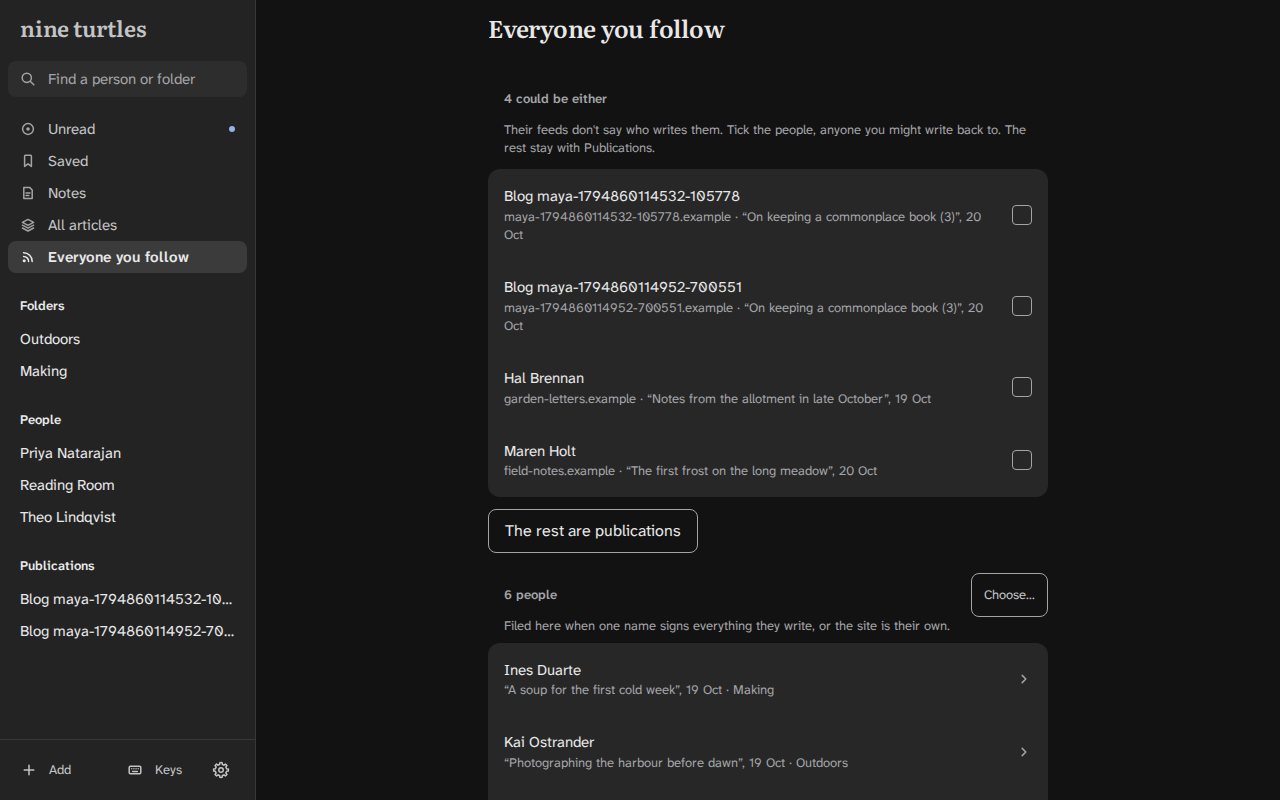 nine turtles
Find a person or folder
Unread
Saved
Notes
All articles
Everyone you follow
Folders
Outdoors
Making
People
Priya Natarajan
Reading Room
Theo Lindqvist
Publications
Blog maya-1794860114532-10...
Blog maya-1794860114952-70...
Add
Keys
Everyone you follow
4 could be either
Their feeds don't say who writes them. Tick the people, anyone you might write back to. The
rest stay with Publications.
Blog maya-1794860114532-105778
maya-1794860114532-105778.example · “On keeping a commonplace book (3)”, 20
Oct
Blog maya-1794860114952-700551
maya-1794860114952-700551.example · “On keeping a commonplace book (3)”, 20
Oct
Hal Brennan
garden-letters.example · “Notes from the allotment in late October”, 19 Oct
Maren Holt
field-notes.example · “The first frost on the long meadow”, 20 Oct
The rest are publications
6 people
Choose...
Filed here when one name signs everything they write, or the site is their own.
Ines Duarte
“A soup for the first cold week”, 19 Oct · Making
Kai Ostrander
“Photographing the harbour before dawn”, 19 Oct · Outdoors